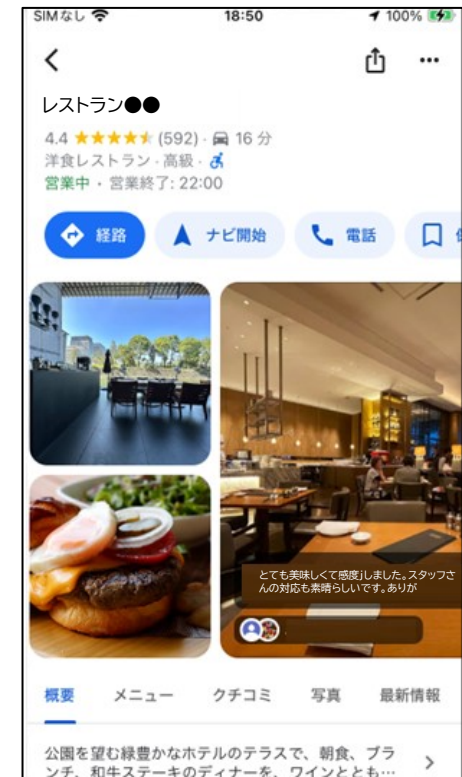 SIMなし 18:50 100%
レストラン●●
4.4 ★★★★★ (592)・ 16 分
洋食レストラン・高級・
営業中・営業終了: 22:00
経路 ナビ開始 電話
とても美味しくて感度j しました。スタッフさ
んの対応も素晴らしいです。ありが
概要 メニュー クチコミ 写真 最新情報
公園を望む緑豊かなホテルのテラスで、朝食、ブラ
ンチ、和牛ステーキのディナーを、ワインととも…